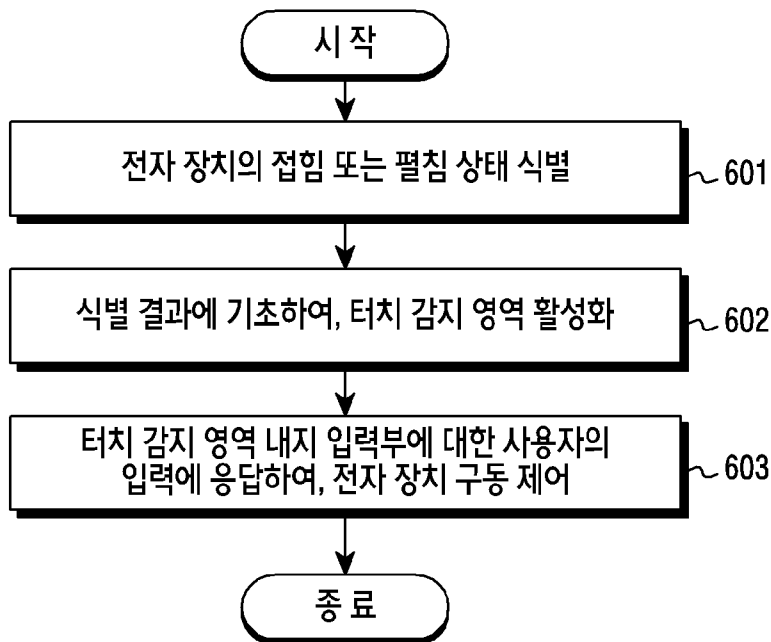 시 작
전자 장치의 접힘 또는 펼침 상태 식별
601
식별 결과에 기초하여, 터치 감지 영역 활성화
602
터치 감지 영역 내지 입력부에 대한 사용자의
입력에 응답하여, 전자 장치 구동 제어
603
종 료